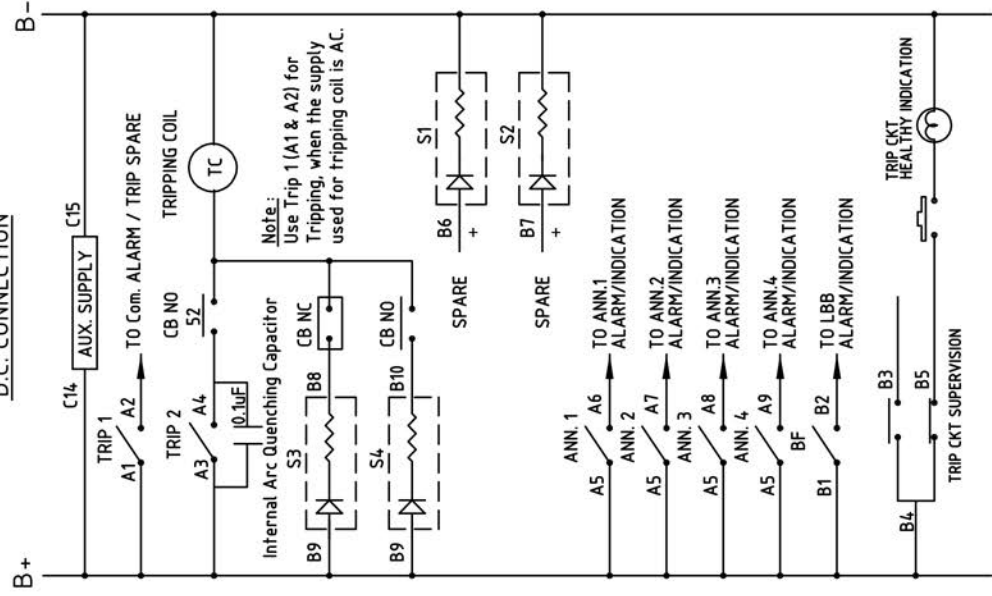 D.C. CONNECTION
B+
B-
C14
AUX. SUPPLY
C15
TRIP 1
A1
A2
TO Com. ALARM / TRIP SPARE
TRIP 2
A3
A4
CB NO
52
TRIPPING COIL
TC
0.1uF
Internal Arc Quenching Capacitor
Note :
Use Trip 1 (A1 & A2) for
Tripping, when the supply
used for tripping coil is AC.
S3
B9
B8
CB NC
S4
B9
B10
CB NO
S1
B6
+
SPARE
S2
B7
+
SPARE
ANN. 1
A5
A6
TO ANN.1
ALARM/INDICATION
ANN. 2
A5
A7
TO ANN.2
ALARM/INDICATION
ANN. 3
A5
A8
TO ANN.3
ALARM/INDICATION
ANN. 4
A5
A9
TO ANN.4
ALARM/INDICATION
BF
B1
B2
TO LBB
ALARM/INDICATION
B4
B3
B5
TRIP CKT SUPERVISION
TRIP CKT
HEALTHY INDICATION